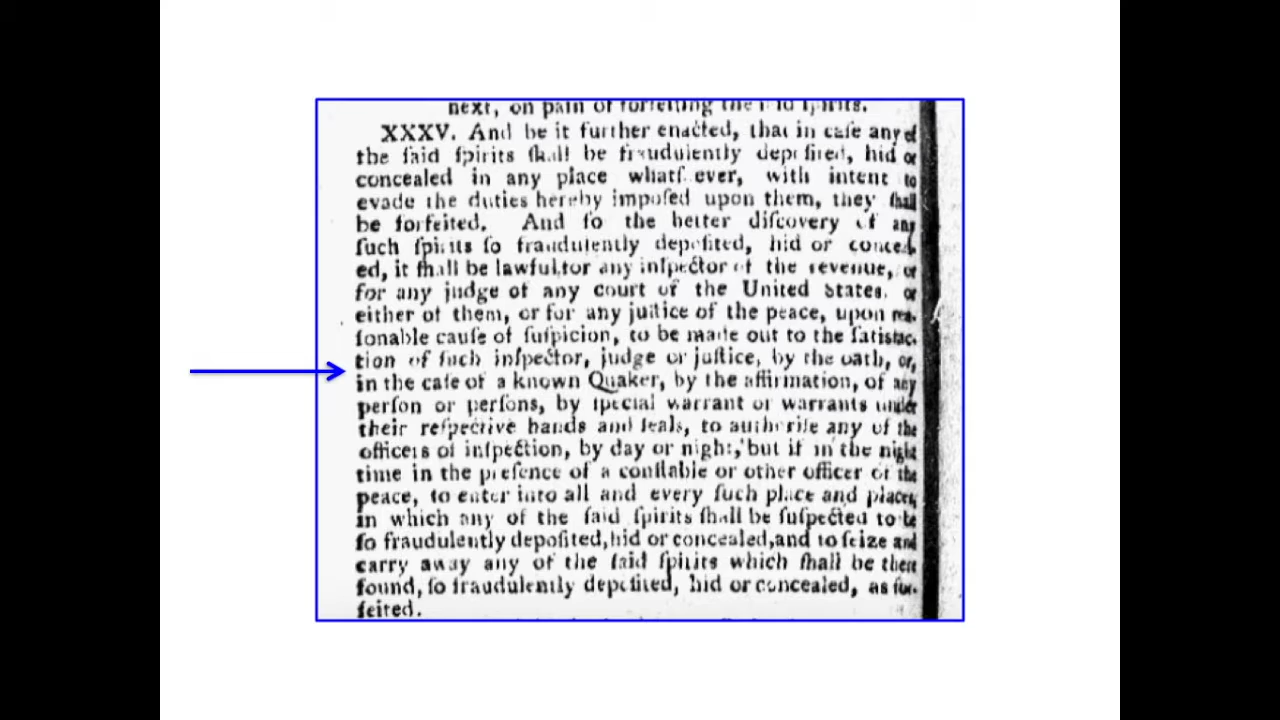 next, on pain of forfeiting the said ſpirits.
XXXV. And be it further enacted, that in caſe any of
the ſaid ſpirits ſhall be fraudulently depoſited, hid or
concealed in any place whatſoever, with intent to
evade the duties hereby impoſed upon them, they ſhall
be forfeited. And fo the better diſcovery of any
ſuch ſpirits ſo fraudulently depoſited, hid or conceal-
ed, it ſhall be lawful for any inſpector of the revenue, or
for any judge of any court of the United States, or
either of them, or for any juſtice of the peace, upon rea-
ſonable cauſe of ſuſpicion, to be made out to the ſatisfac-
tion of ſuch inſpector, judge or juſtice, by the oath, or,
in the caſe of a known Quaker, by the affirmation, of any
perſon or perſons, by ſpecial warrant or warrants under
their reſpective hands and ſeals, to authoriſe any of the
officers of inſpection, by day or night, but if in the night
time in the preſence of a conſtable or other officer of the
peace, to enter into all and every ſuch place and places,
in which any of the ſaid ſpirits ſhall be ſuſpected to be
ſo fraudulently depoſited, hid or concealed, and to ſeize and
carry away any of the ſaid ſpirits which ſhall be there
found, ſo fraudulently depoſited, hid or concealed, as for-
feited.